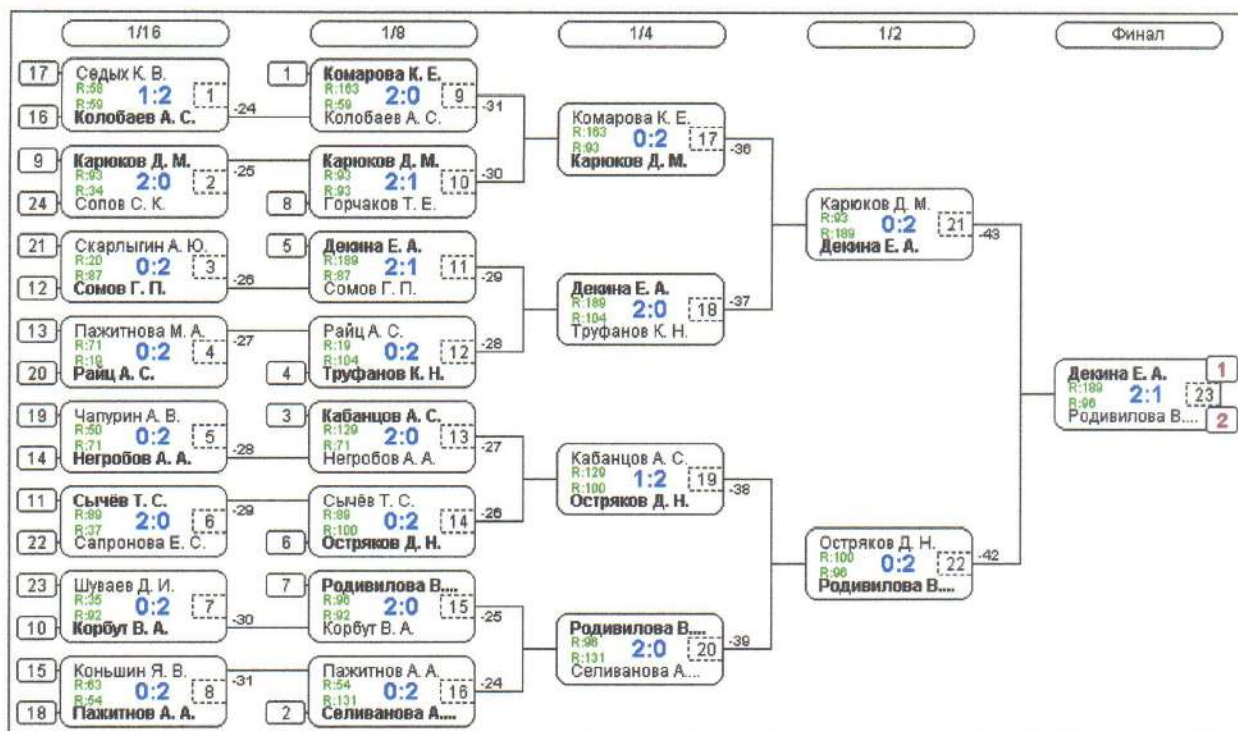 1/16
1/8
1/4
1/2
Финал
17
Седых К. В.
R:58
R:59
1:2
1
-24
16
Колобаев А. С.
9
Карюков Д. М.
R:93
R:34
2:0
2
-25
24
Сопов С. К.
21
Скарлыгин А. Ю.
R:20
R:87
0:2
3
-26
12
Сомов Г. П.
13
Пажитнова М. А.
R:71
R:19
0:2
4
-27
20
Райц А. С.
19
Чапурин А. В.
R:50
R:71
0:2
5
-28
14
Негробов А. А.
11
Сычёв Т. С.
R:89
R:37
2:0
6
-29
22
Сапронова Е. С.
23
Шуваев Д. И.
R:35
R:92
0:2
7
-30
10
Корбут В. А.
15
Коньшин Я. В.
R:63
R:54
0:2
8
-31
18
Пажитнов А. А.
1
Комарова К. Е.
R:163
R:59
2:0
9
-31
Колобаев А. С.
Карюков Д. М.
R:93
R:93
2:1
10
-30
8
Горчаков Т. Е.
5
Декина Е. А.
R:189
R:87
2:1
11
-29
Сомов Г. П.
Райц А. С.
R:19
R:104
0:2
12
-28
4
Труфанов К. Н.
3
Кабанцов А. С.
R:129
R:71
2:0
13
-27
Негробов А. А.
Сычёв Т. С.
R:89
R:100
0:2
14
-26
6
Остряков Д. Н.
7
Родивилова В....
R:96
R:92
2:0
15
-25
Корбут В. А.
Пажитнов А. А.
R:54
R:131
0:2
16
-24
2
Селиванова А....
Комарова К. Е.
R:163
R:93
0:2
17
-36
Карюков Д. М.
Декина Е. А.
R:189
R:104
2:0
18
-37
Труфанов К. Н.
Кабанцов А. С.
R:129
R:100
1:2
19
-38
Остряков Д. Н.
Родивилова В....
R:96
R:131
2:0
20
-39
Селиванова А....
Карюков Д. М.
R:93
R:189
0:2
21
-43
Декина Е. А.
Остряков Д. Н.
R:100
R:96
0:2
22
-42
Родивилова В....
Декина Е. А.
1
R:189
R:96
2:1
23
Родивилова В....
2